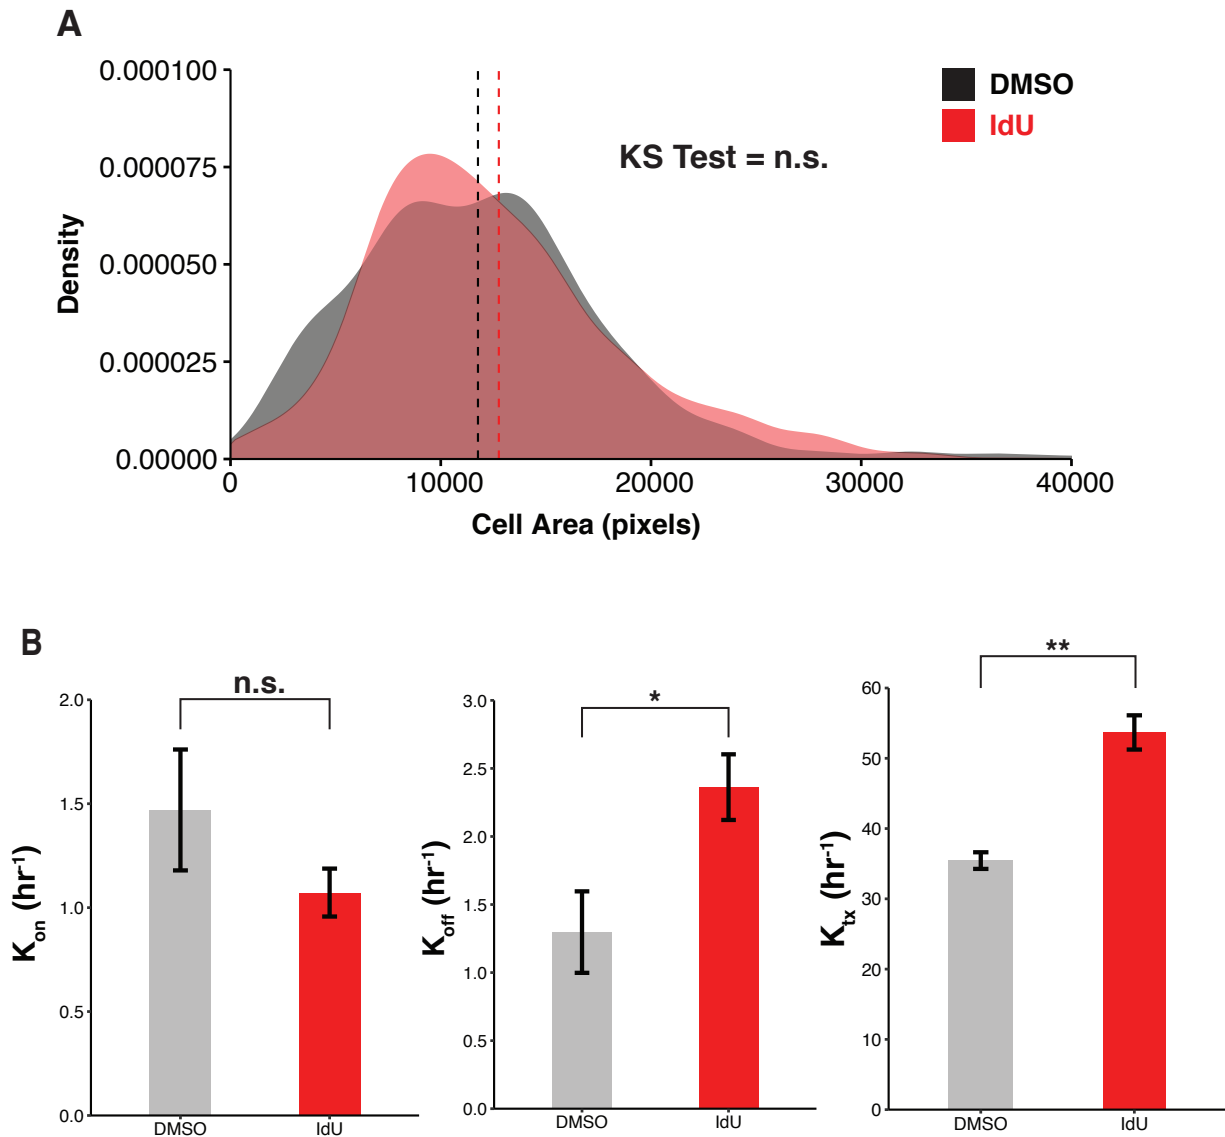 A
0.000100
0.000075
0.000050
0.000025
0.00000
Density
0 10000 20000 30000 40000
Cell Area (pixels)
KS Test = n.s.
DMSO
IdU
B
n.s.
2.0
1.5
1.0
0.5
0.0
K_on (hr⁻¹)
DMSO IdU
*
3.0
2.5
2.0
1.5
1.0
0.5
0.0
K_off (hr⁻¹)
DMSO IdU
**
60
50
40
30
20
10
0
K_tx (hr⁻¹)
DMSO IdU